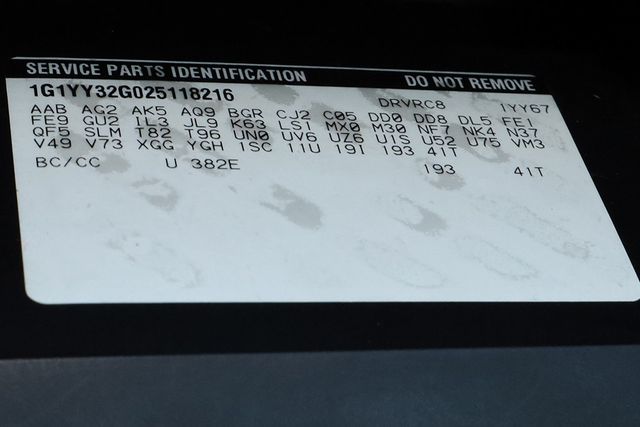 SERVICE PARTS IDENTIFICATION DO NOT REMOVE
1G1YY32G025118216
DRVRC8 1YY67
AAB AG2 AK5 AQ9 BGR CJ2 C05 DD0 DD8 DL5 FE1
FE9 GU2 IL3 JL9 K63 LS1 MX0 M30 NF7 NK4 N37
QF5 SLM T82 T96 UN0 UV6 UZ6 U1S U52 U75 VM3
V49 V73 XGG YGH 1SC 11U 19I 193 41T
BC/CC U 382E 193 41T